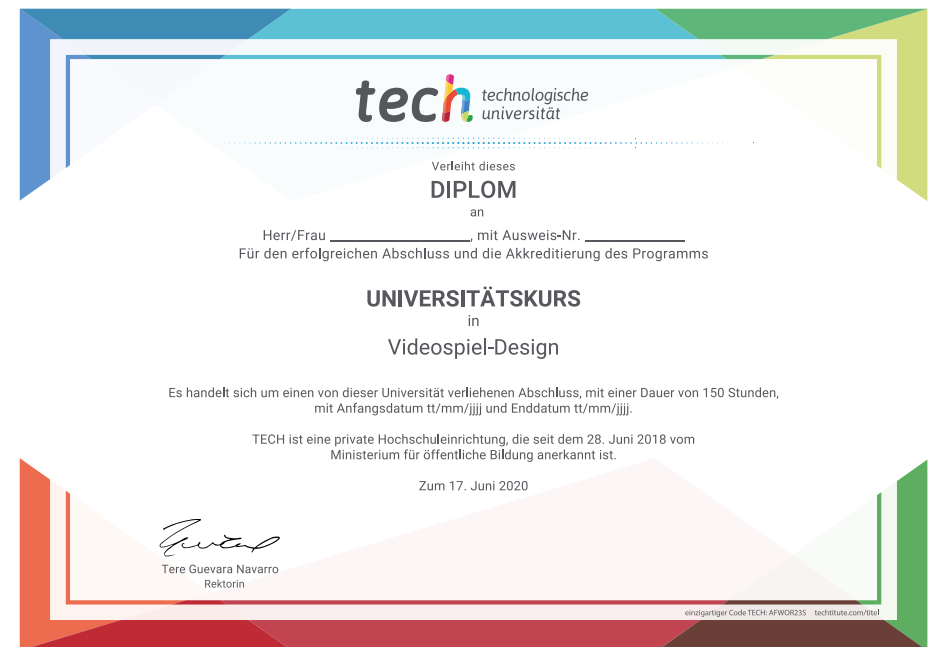 tech technologische
universität
Verleiht dieses
DIPLOM
an
Herr/Frau ____________________, mit Ausweis-Nr. ______________
Für den erfolgreichen Abschluss und die Akkreditierung des Programms
UNIVERSITÄTSKURS
in
Videospiel-Design
Es handelt sich um einen von dieser Universität verliehenen Abschluss, mit einer Dauer von 150 Stunden,
mit Anfangsdatum tt/mm/jjjj und Enddatum tt/mm/jjjj.
TECH ist eine private Hochschuleinrichtung, die seit dem 28. Juni 2018 vom
Ministerium für öffentliche Bildung anerkannt ist.
Zum 17. Juni 2020
Tere Guevara Navarro
Rektorin
einzigartiger Code TECH: AFWOR23S techtitute.com/titel